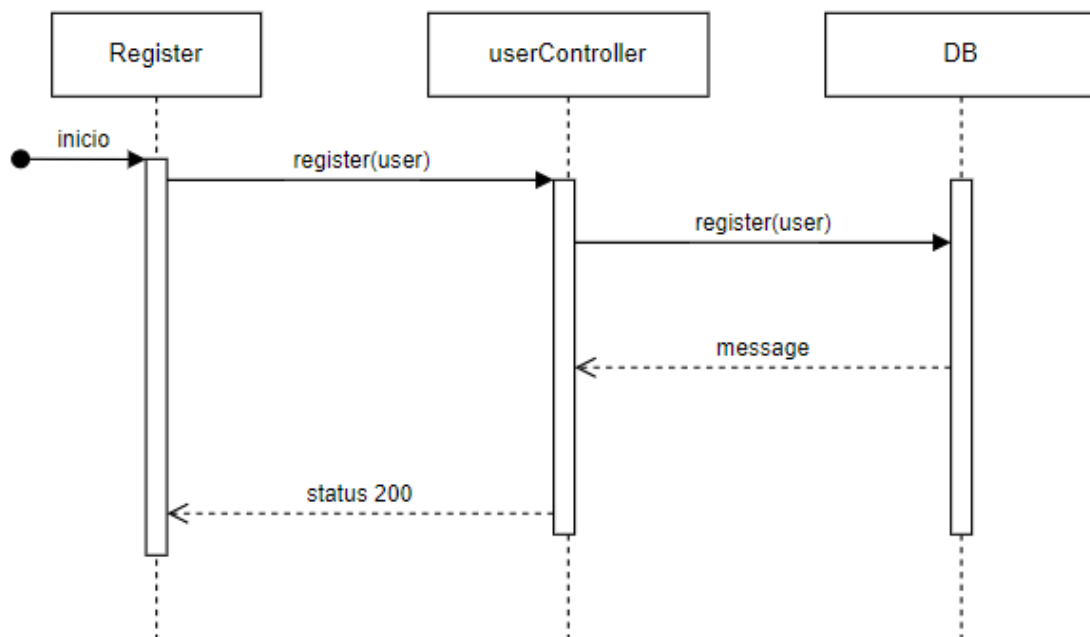 Register
userController
DB
inicio
register(user)
register(user)
message
status 200